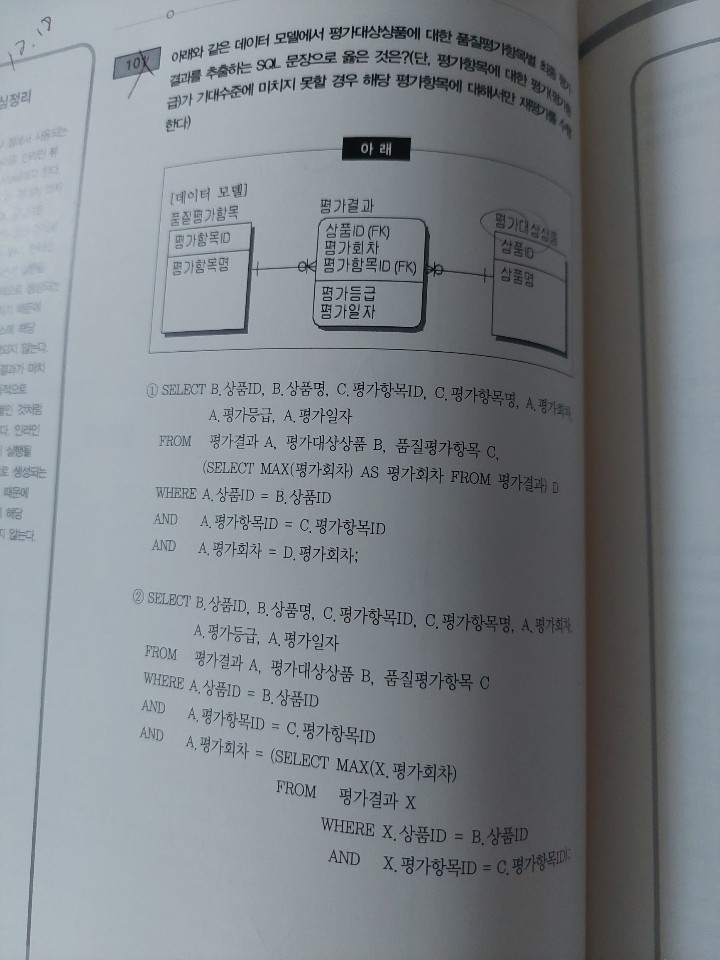 17.18
심정리
101
아래와 같은 데이터 모델에서 평가대상상품에 대한 품질평가항목별 최종 평가
결과를 추출하는 SQL 문장으로 옳은 것은?(단, 평가항목에 대한
급)가 기대수준에 미치지 못할 경우 해당 평가항목에 대해서만 재평가를 수행
한다)
아 래
[데이터 모델]
품질평가항목
평가항목ID
평가항목명
평가결과
상품ID (FK)
평가회차
평가항목ID (FK)
평가등급
평가일자
평가대상상품
상품ID
상품명
① SELECT B.상품ID, B.상품명, C.평가항목ID, C.평가항목명, A.평가회차,
A.평가등급, A.평가일자
FROM 평가결과 A, 평가대상상품 B, 품질평가항목 C,
(SELECT MAX(평가회차) AS 평가회차 FROM 평가결과) D
WHERE A.상품ID = B.상품ID
AND A.평가항목ID = C.평가항목ID
AND A.평가회차 = D.평가회차;
② SELECT B.상품ID, B.상품명, C.평가항목ID, C.평가항목명, A.평가회차,
A.평가등급, A.평가일자
FROM 평가결과 A, 평가대상상품 B, 품질평가항목 C
WHERE A.상품ID = B.상품ID
AND A.평가항목ID = C.평가항목ID
AND A.평가회차 = (SELECT MAX(X.평가회차)
FROM 평가결과 X
WHERE X.상품ID = B.상품ID
AND X.평가항목ID = C.평가항목ID);